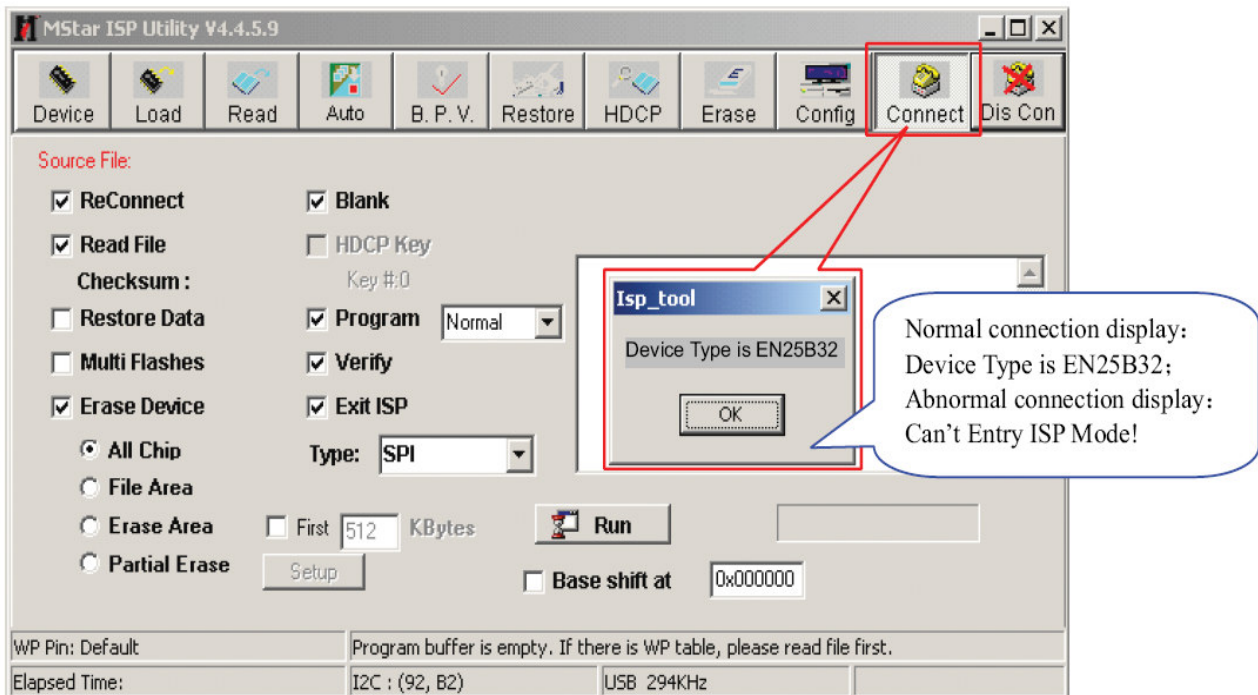 MStar ISP Utility V4.4.5.9
Device Load Read Auto B. P. V. Restore HDCP Erase Config Connect Dis Con
Source File:
ReConnect
Blank
Read File
HDCP Key
Checksum :
Key #:0
Restore Data
Program Normal
Multi Flashes
Verify
Erase Device
Exit ISP
All Chip
Type: SPI
File Area
Erase Area
First 512 KBytes
Run
Partial Erase
Setup
Base shift at 0x000000
Isp_tool
Device Type is EN25B32
OK
Normal connection display:
Device Type is EN25B32;
Abnormal connection display:
Can't Entry ISP Mode!
WP Pin: Default
Program buffer is empty. If there is WP table, please read file first.
Elapsed Time:
I2C : (92, B2)
USB 294KHz